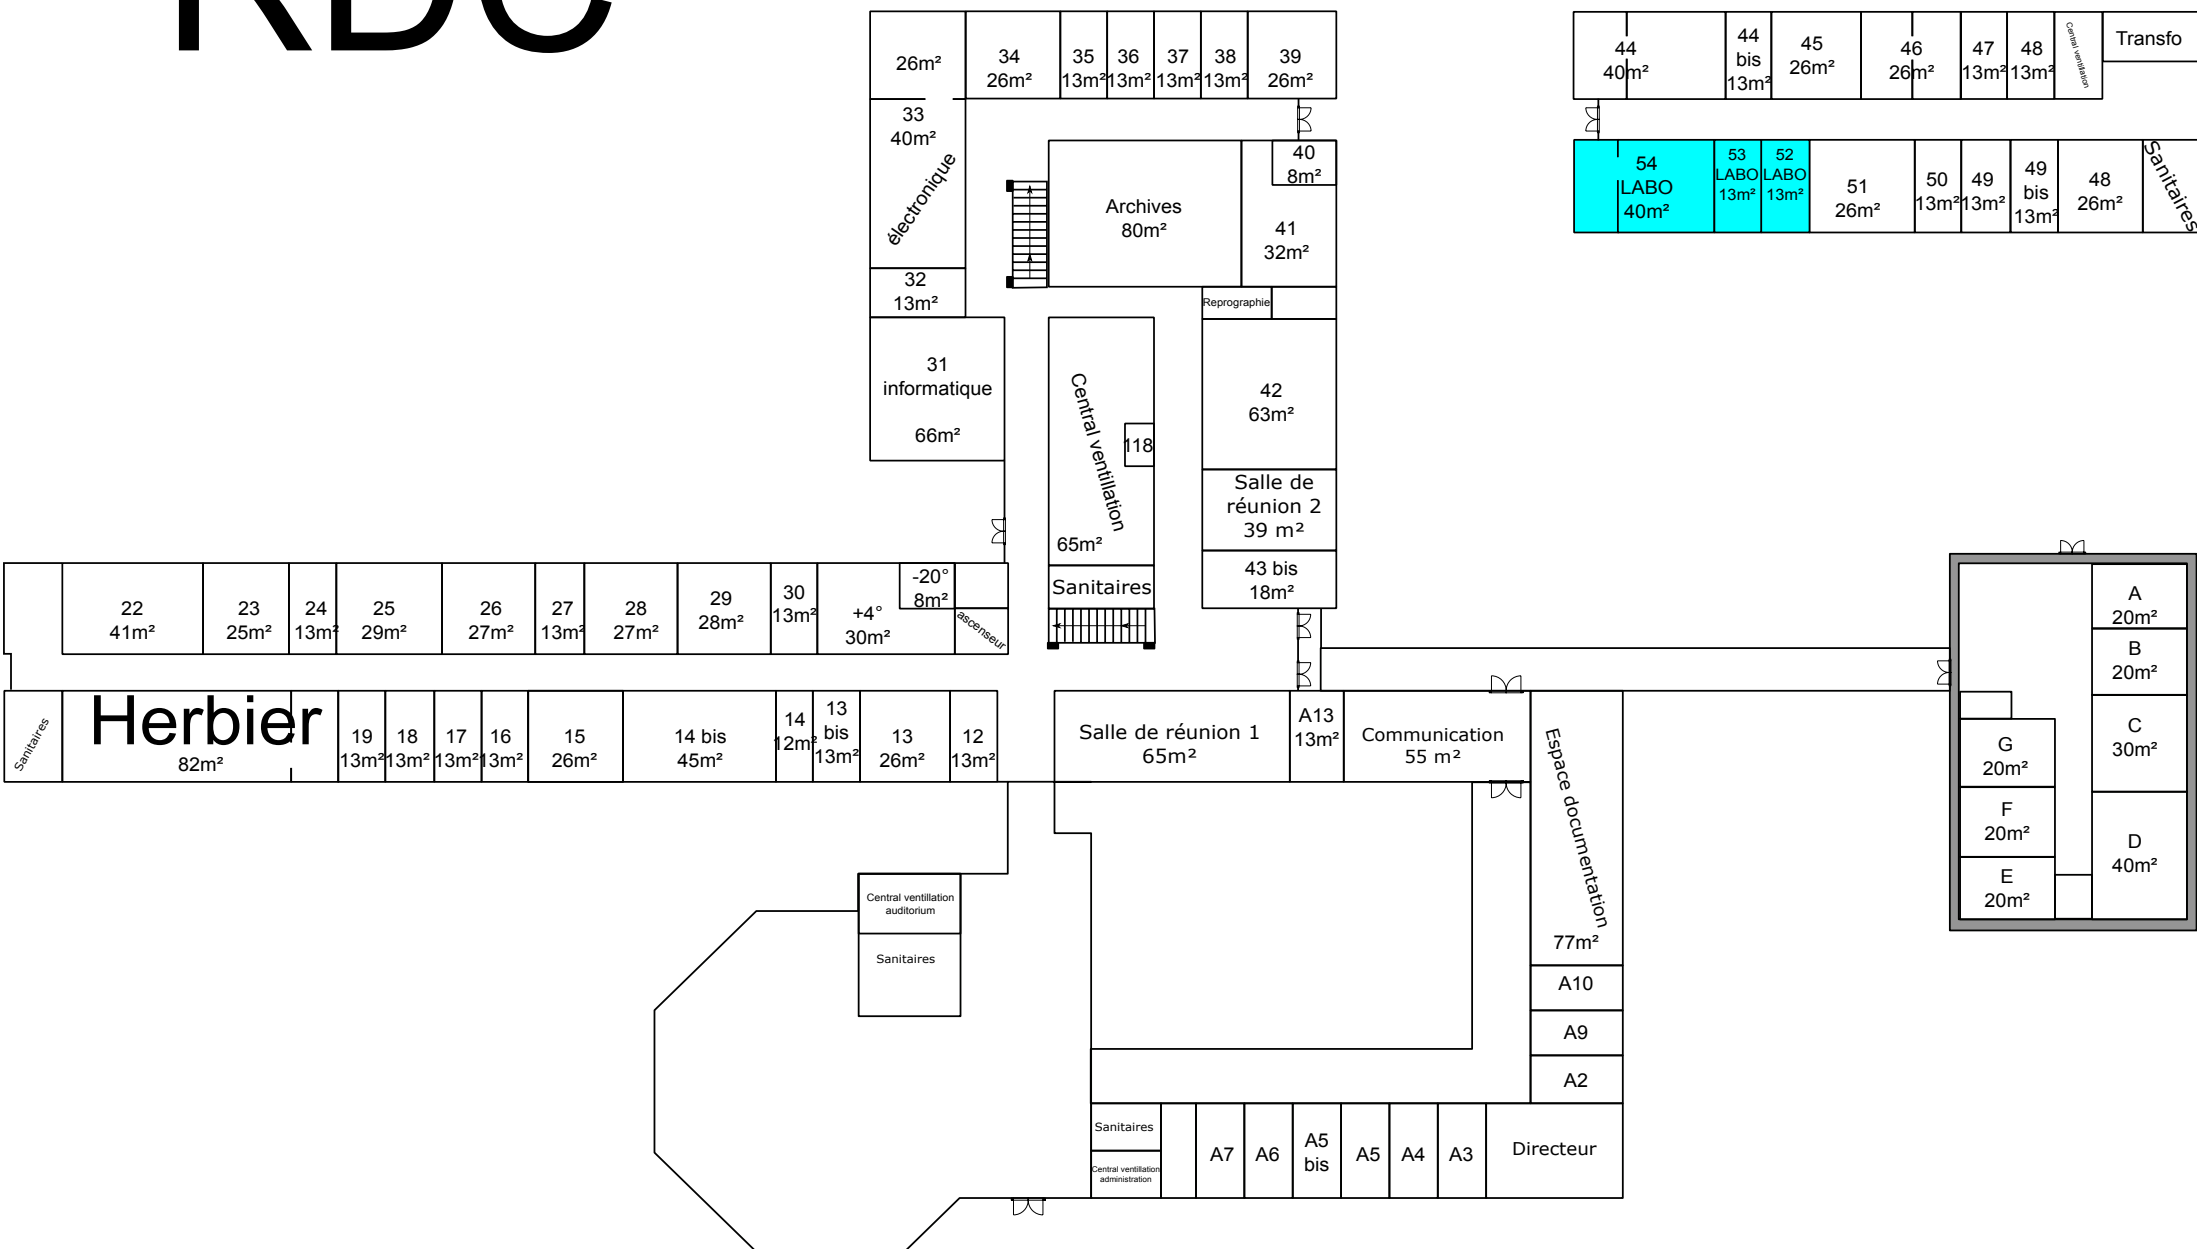 RDC
26m²
34
26m²
35
13m²
36
13m²
37
13m²
38
13m²
39
26m²
44
40m²
44
bis
13m²
45
26m²
46
26m²
47
13m²
48
13m²
Central ventillation
Transfo
33
40m²
électronique
40
8m²
Archives
80m²
41
32m²
54
LABO
40m²
53
LABO
13m²
52
LABO
13m²
51
26m²
50
13m²
49
13m²
49
bis
13m²
48
26m²
Sanitaires
32
13m²
Reprographie
31
informatique
66m²
Central ventillation
118
65m²
42
63m²
Salle de
réunion 2
39 m²
Sanitaires
43 bis
18m²
22
41m²
23
25m²
24
13m²
25
29m²
26
27m²
27
13m²
28
27m²
29
28m²
30
13m²
+4°
30m²
-20°
8m²
ascenseur
A
20m²
B
20m²
C
30m²
D
40m²
G
20m²
F
20m²
E
20m²
Sanitaires
Herbier
82m²
19
13m²
18
13m²
17
13m²
16
13m²
15
26m²
14 bis
45m²
14
12m²
13
bis
13m²
13
26m²
12
13m²
Salle de réunion 1
65m²
A13
13m²
Communication
55 m²
Espace documentation
77m²
Central ventillation
auditorium
Sanitaires
A10
A9
A2
Sanitaires
Central ventillation
administration
A7
A6
A5
bis
A5
A4
A3
Directeur